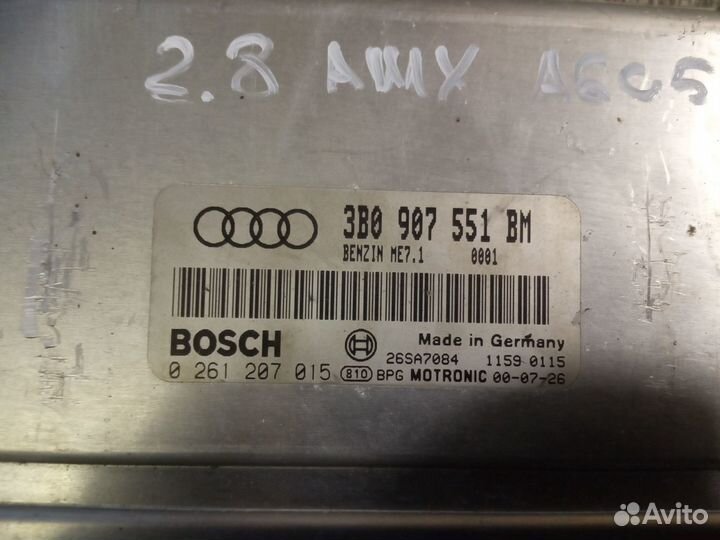 2.8 AMX A6C5
3B0 907 551 BM
BENZIN ME7.1 0001
BOSCH Made in Germany
26SA7084 1159 0115
0 261 207 015 810 BPG MOTRONIC 00-07-26
Avito